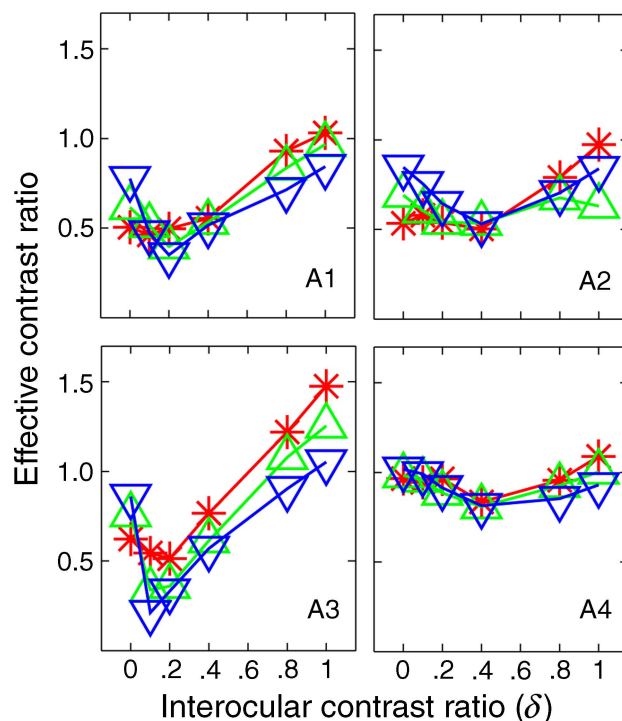 1.5
1.0
0.5
A1
A2
Effective contrast ratio
1.5
1.0
0.5
A3
A4
0 .2 .4 .6 .8 1 0 .2 .4 .6 .8 1
Interocular contrast ratio (δ)